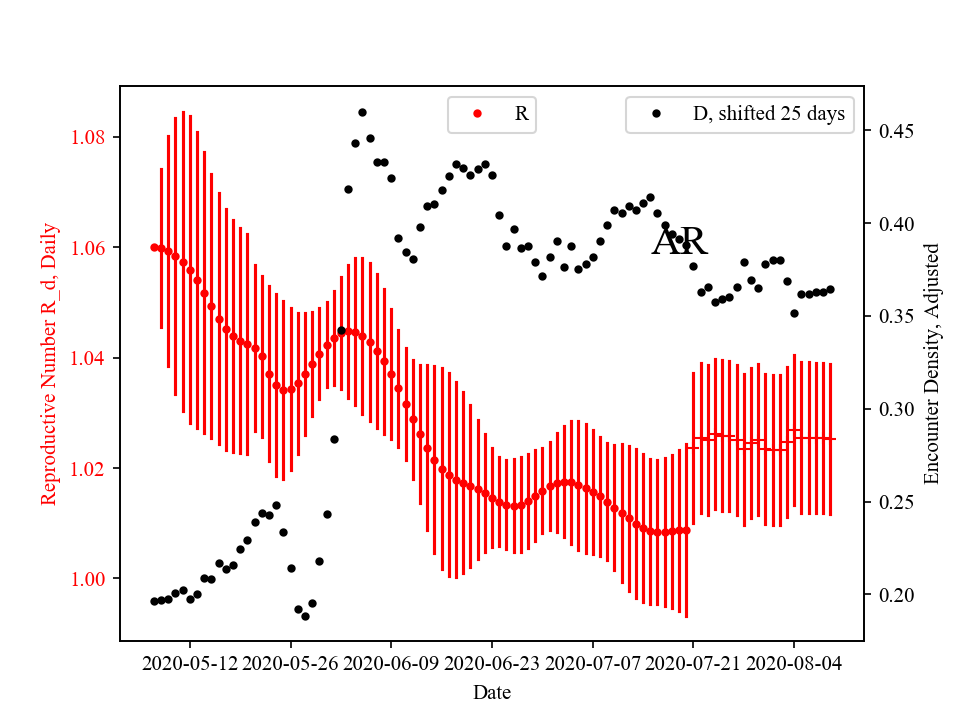 R
D, shifted 25 days
1.08
1.06
1.04
1.02
1.00
Reproductive Number R_d, Daily
AR
0.45
0.40
0.35
0.30
0.25
0.20
Encounter Density, Adjusted
2020-05-12 2020-05-26 2020-06-09 2020-06-23 2020-07-07 2020-07-21 2020-08-04
Date